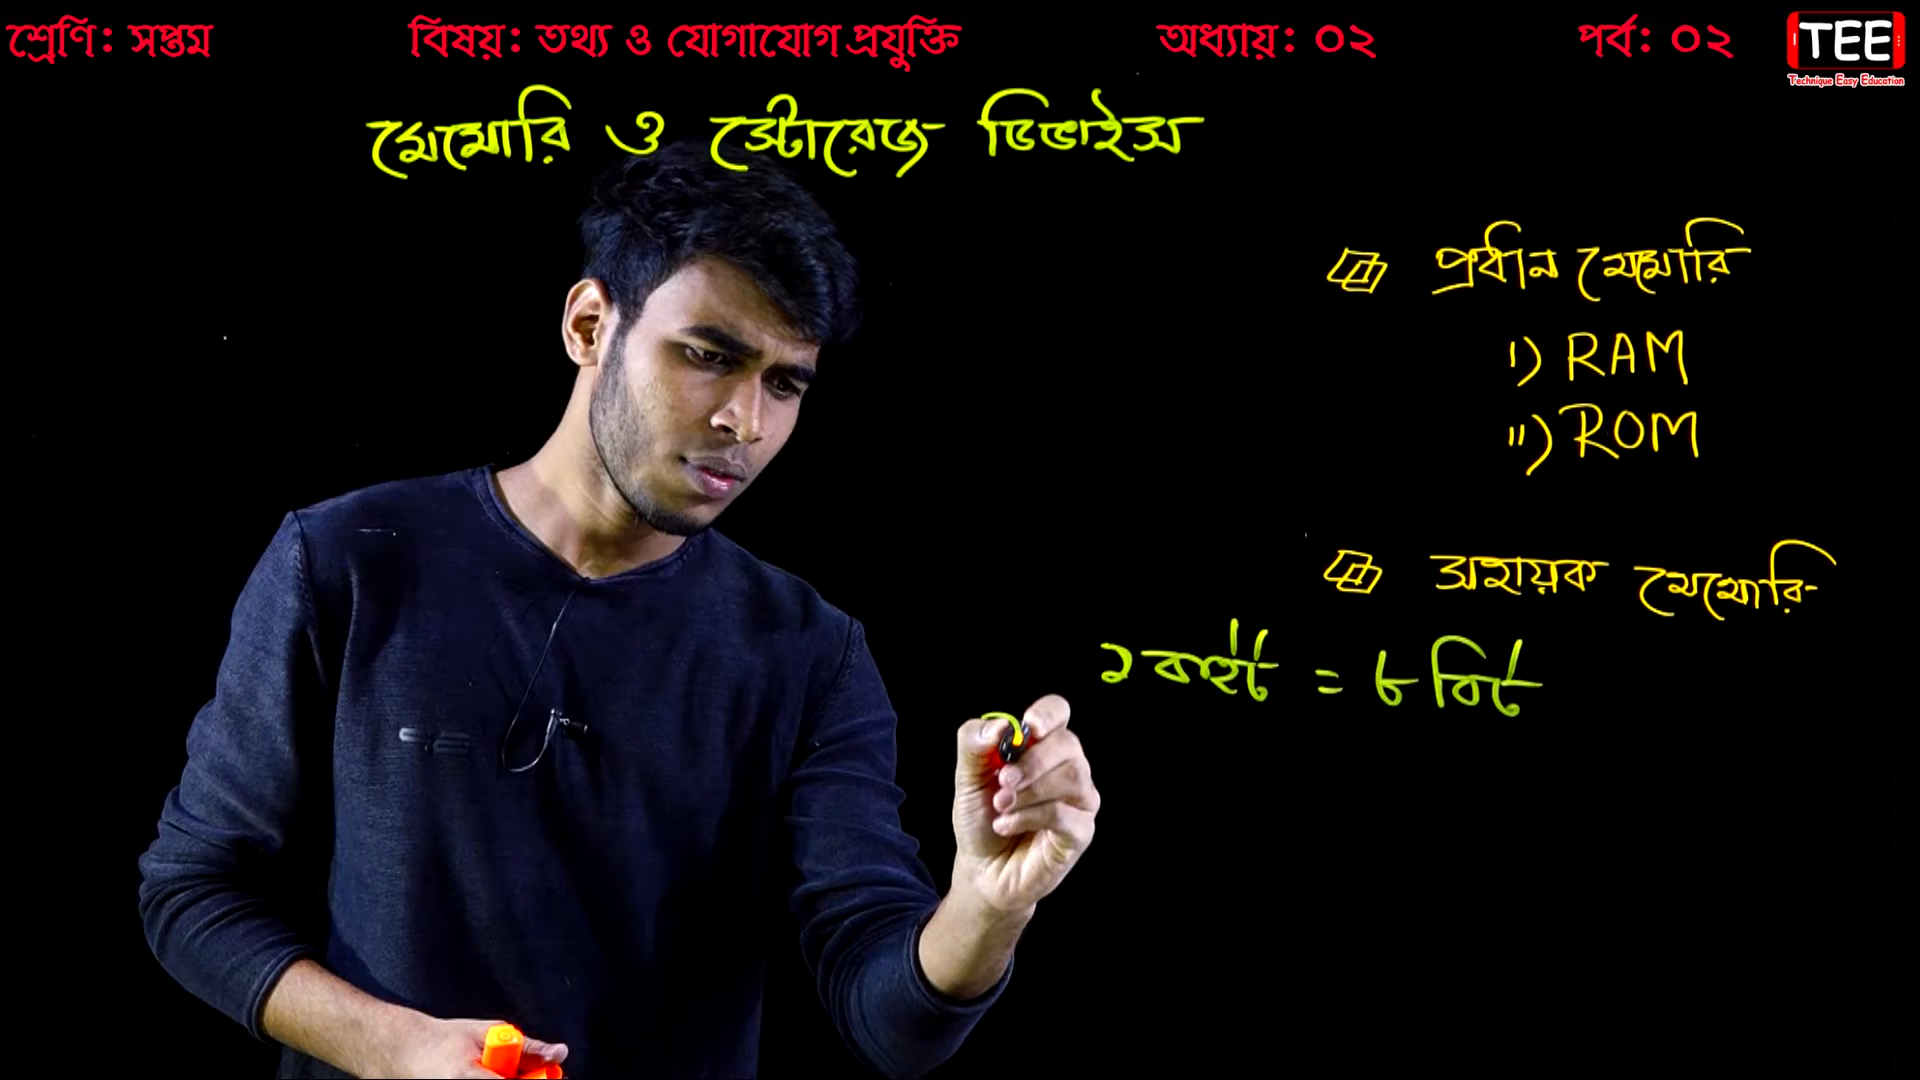 শ্রেণি: সপ্তম বিষয়: তথ্য ও যোগাযোগ প্রযুক্তি অধ্যায়: ০২ পর্ব: ০২
TEE
Technique Easy Education
মেমোরি ও স্টোরেজ ডিভাইস
প্রধান মেমোরি
i) RAM
ii) ROM
সহায়ক মেমোরি
১ বাইট = ৮ বিট